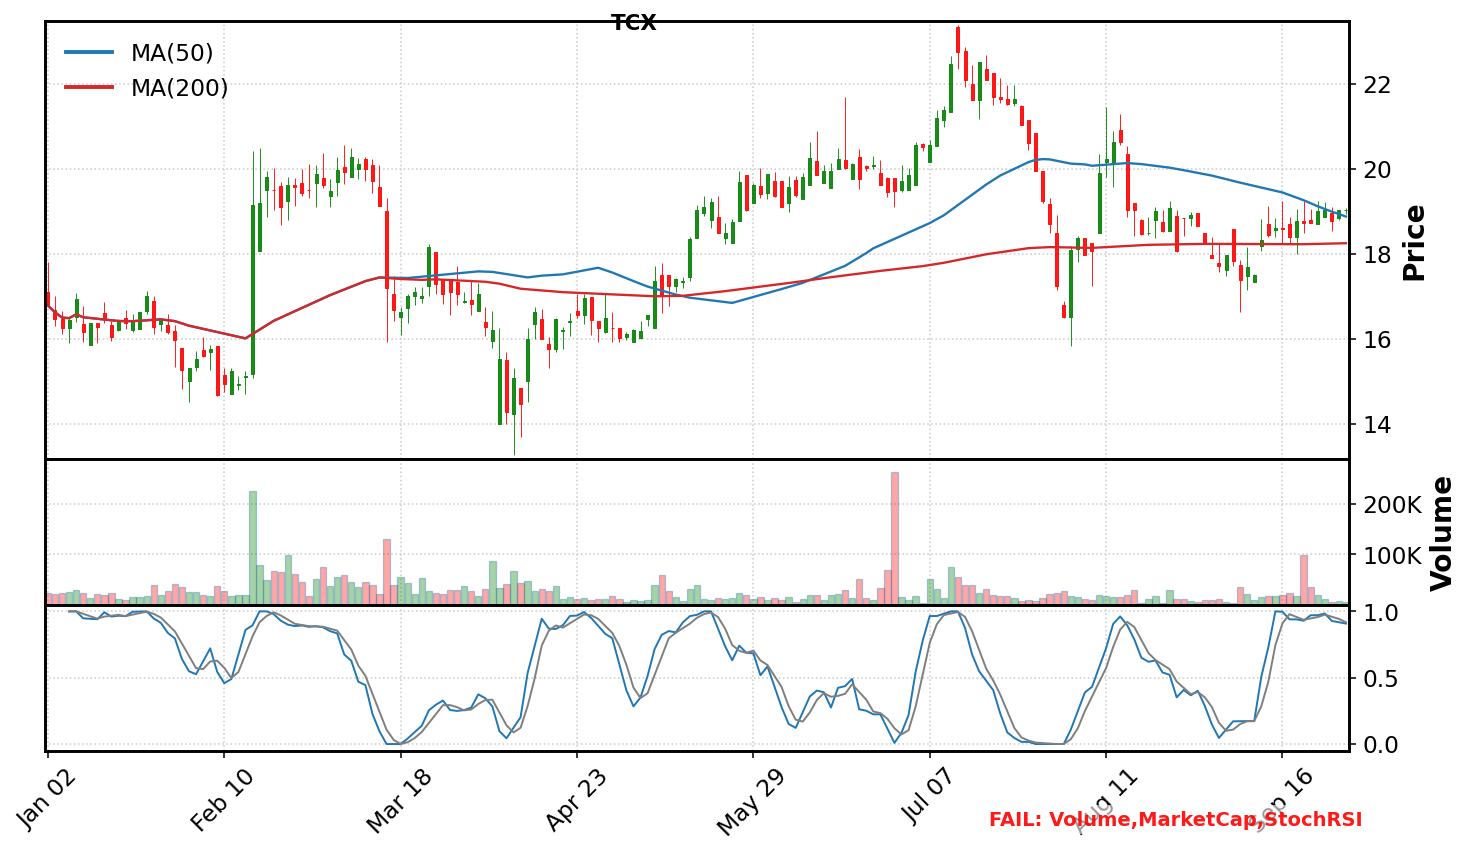 TCX
MA(50)
MA(200)
22
20
18
16
14
Price
200K
100K
Volume
1.0
0.5
0.0
Jan 02
Feb 10
Mar 18
Apr 23
May 29
Jul 07
Aug 11
Sep 16
FAIL: Volume,MarketCap,StochRSI